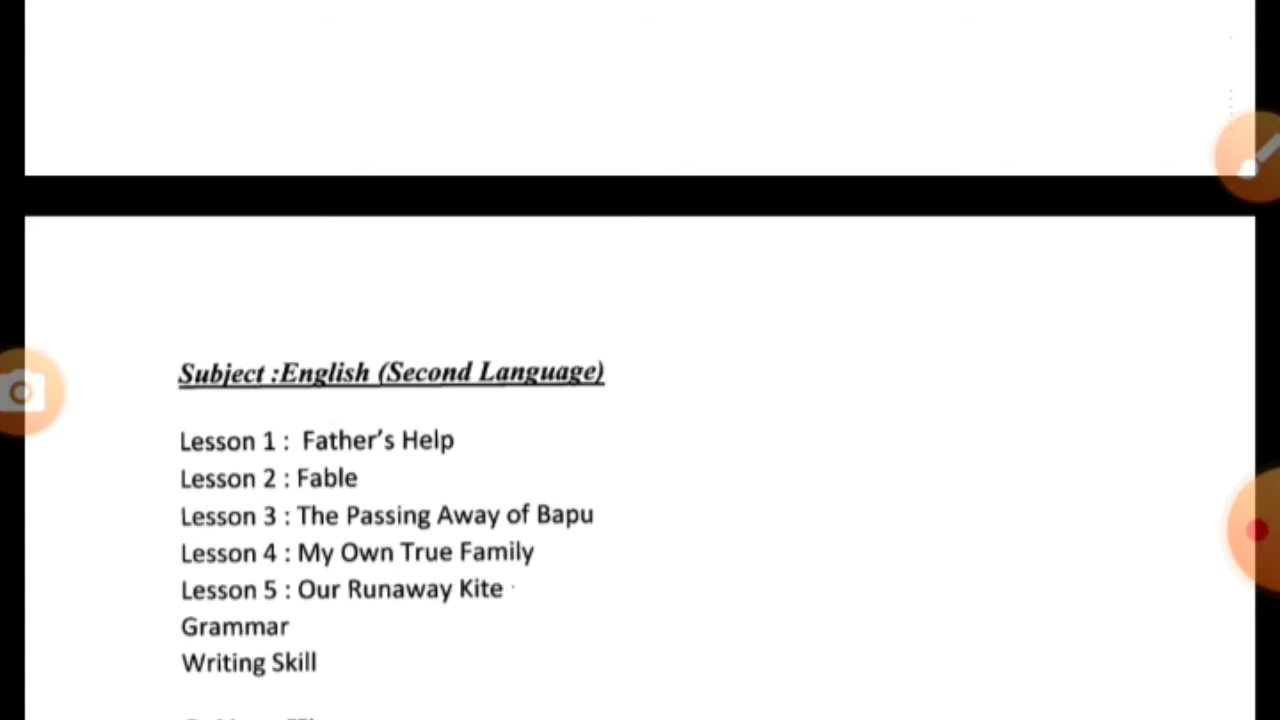 Subject :English (Second Language)
Lesson 1 : Father's Help
Lesson 2 : Fable
Lesson 3 : The Passing Away of Bapu
Lesson 4 : My Own True Family
Lesson 5 : Our Runaway Kite
Grammar
Writing Skill